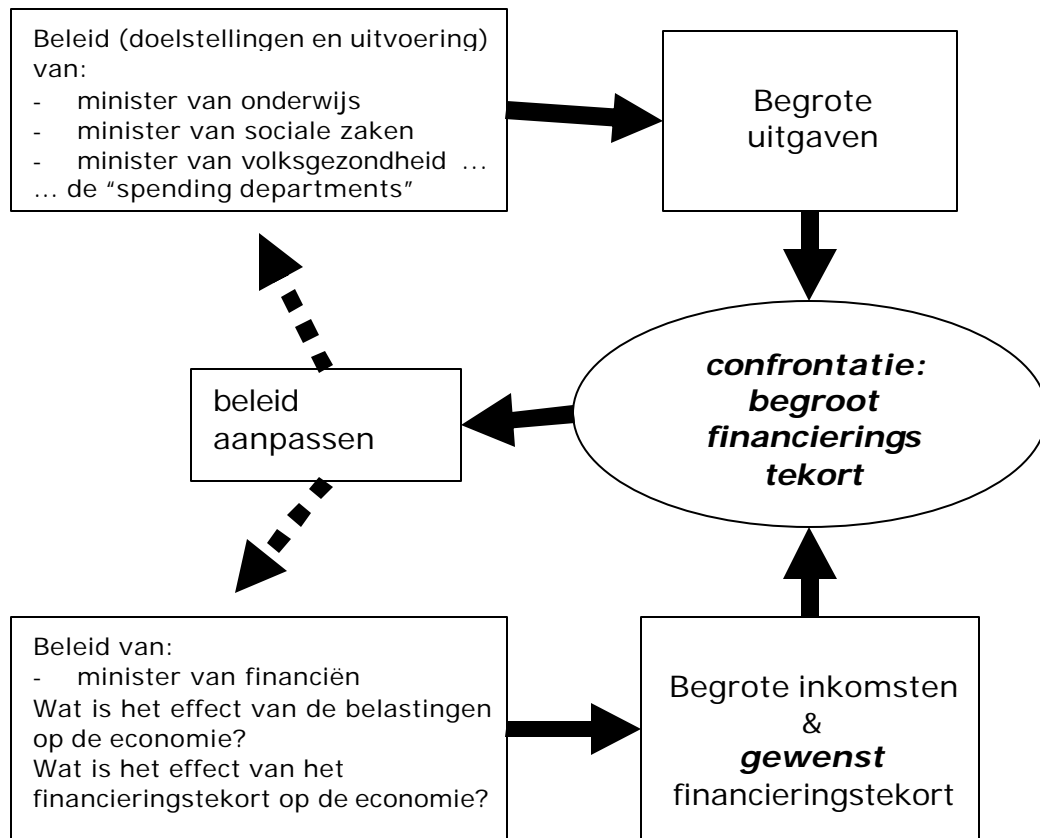 Beleid (doelstellingen en uitvoering)
van:
- minister van onderwijs
- minister van sociale zaken
- minister van volksgezondheid ...
... de “spending departments”
Begrote
uitgaven
beleid
aanpassen
confrontatie:
begroot
financierings
tekort
Beleid van:
- minister van financiën
Wat is het effect van de belastingen
op de economie?
Wat is het effect van het
financieringstekort op de economie?
Begrote inkomsten
&
gewenst
financieringstekort